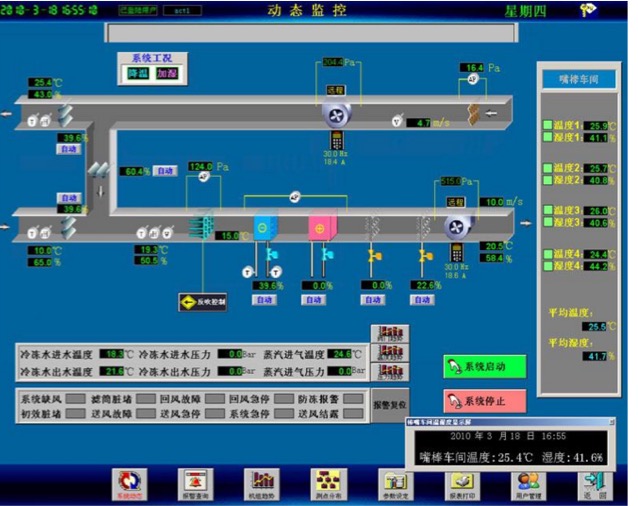 2010-3-18 16:55:10 已登陆用户 act1 动态监控 星期四
系统工况
降温 加湿
204.4 Pa
16.4 Pa
远程
嘴棒车间
25.4 ℃
43.0 %
4.7 m/s
30.0 Hz
18.4 A
39.6 %
自动
温度1: 25.9 ℃
湿度1: 41.1 %
60.4 % 自动
124.0 Pa
515.0 Pa
温度2: 25.7 ℃
湿度2: 40.8 %
自动
39.6 %
远程
10.0 m/s
温度3: 26.0 ℃
湿度3: 40.6 %
15.0 ℃
10.0 ℃
65.0 %
19.3 ℃
50.5 %
20.5 ℃
58.4 %
温度4: 24.4 ℃
湿度4: 44.2 %
30.0 Hz
18.6 A
39.6 % 0.0 % 0.0 % 22.6 %
自动 自动 自动 自动
反吹控制
平均温度:
25.5 ℃
平均湿度:
41.7 %
冷冻水进水温度 18.3 ℃ 冷冻水进水压力 0.0 Bar 蒸汽进气温度 24.6 ℃
冷冻水出水温度 21.6 ℃ 冷冻水出水压力 0.0 Bar 蒸汽进气压力 0.0 Bar
系统启动
系统停止
系统缺风 滤筒脏堵 回风故障 回风急停 防冻报警
初效脏堵 送风故障 送风急停 系统急停 送风结露
报警复位
嘴棒车间温湿度显示屏
2010 年 3 月 18 日 16:55
嘴棒车间温度:25.4℃ 湿度:41.6%
系统动态 报警查询 机组趋势 测点分布 参数设定 报表打印 用户管理 返回